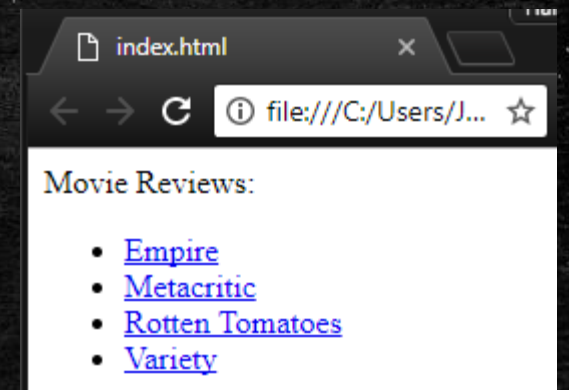 index.html
file:///C:/Users/J...
Movie Reviews:
Empire
Metacritic
Rotten Tomatoes
Variety